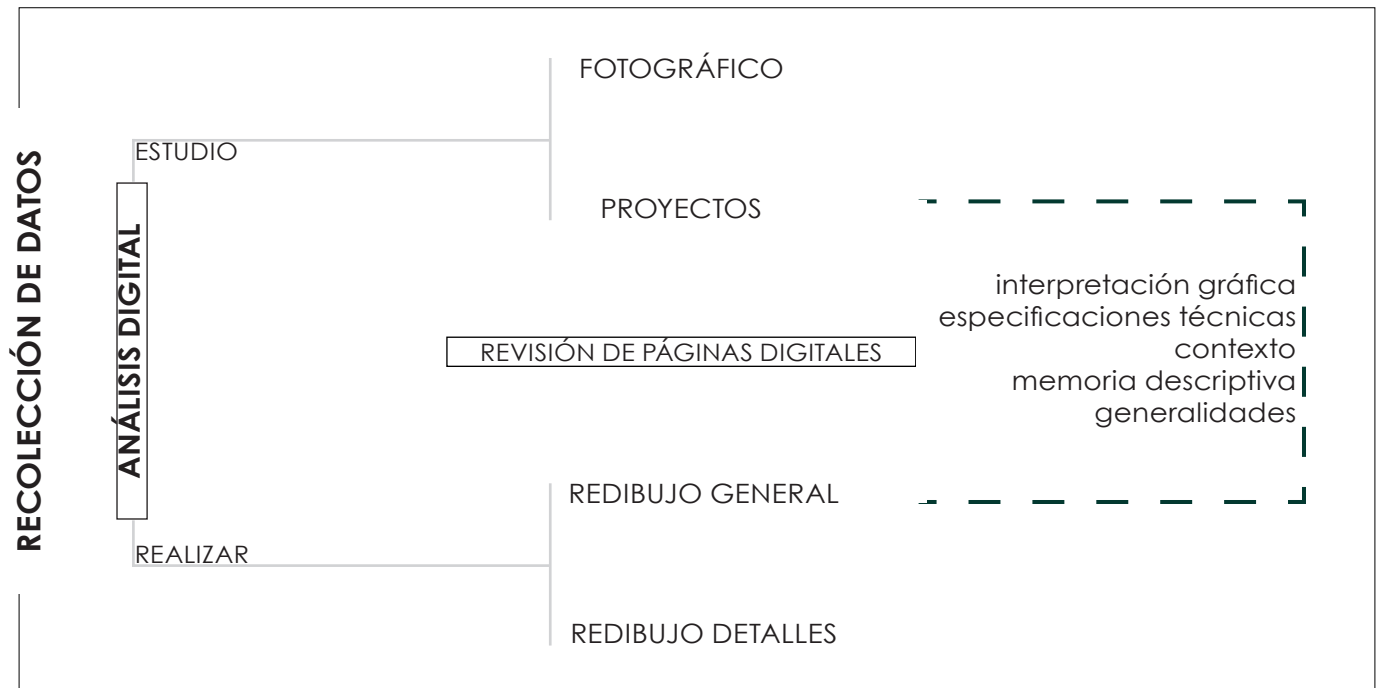 RECOLECCIÓN DE DATOS
ANÁLISIS DIGITAL
ESTUDIO
FOTOGRÁFICO
PROYECTOS
REVISIÓN DE PÁGINAS DIGITALES
interpretación gráfica
especificaciones técnicas
contexto
memoria descriptiva
generalidades
REALIZAR
REDIBUJO GENERAL
REDIBUJO DETALLES